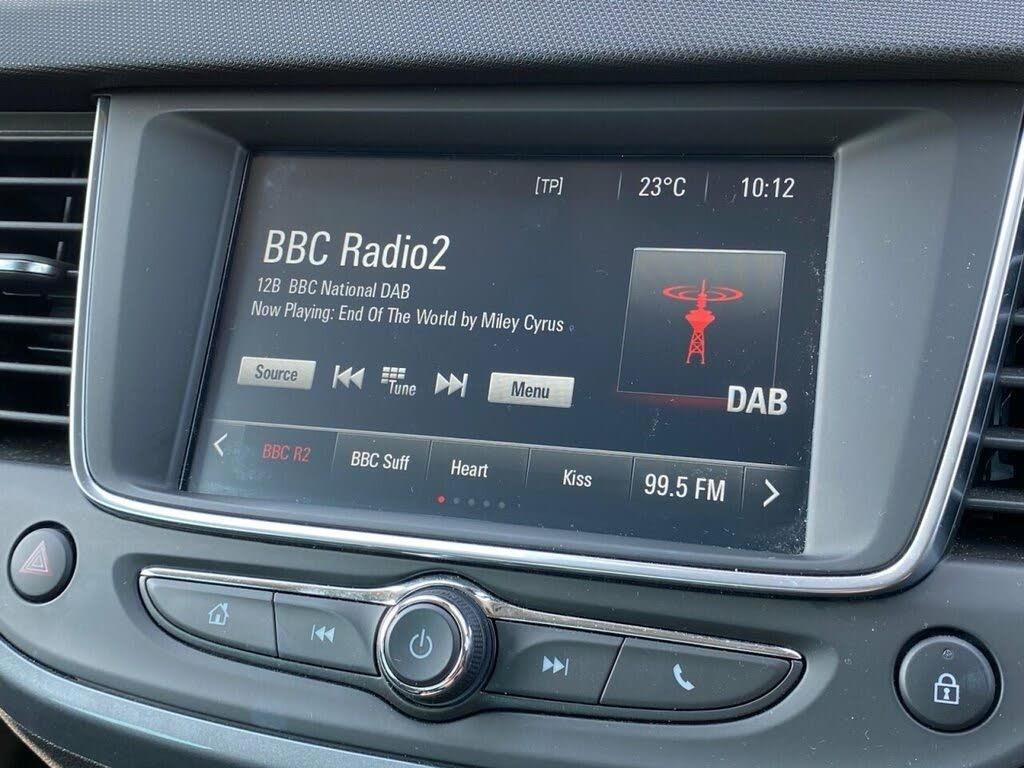 [TP] 23°C 10:12
BBC Radio2
12B BBC National DAB
Now Playing: End Of The World by Miley Cyrus
Source Tune Menu
DAB
BBC R2 BBC Suff Heart Kiss 99.5 FM